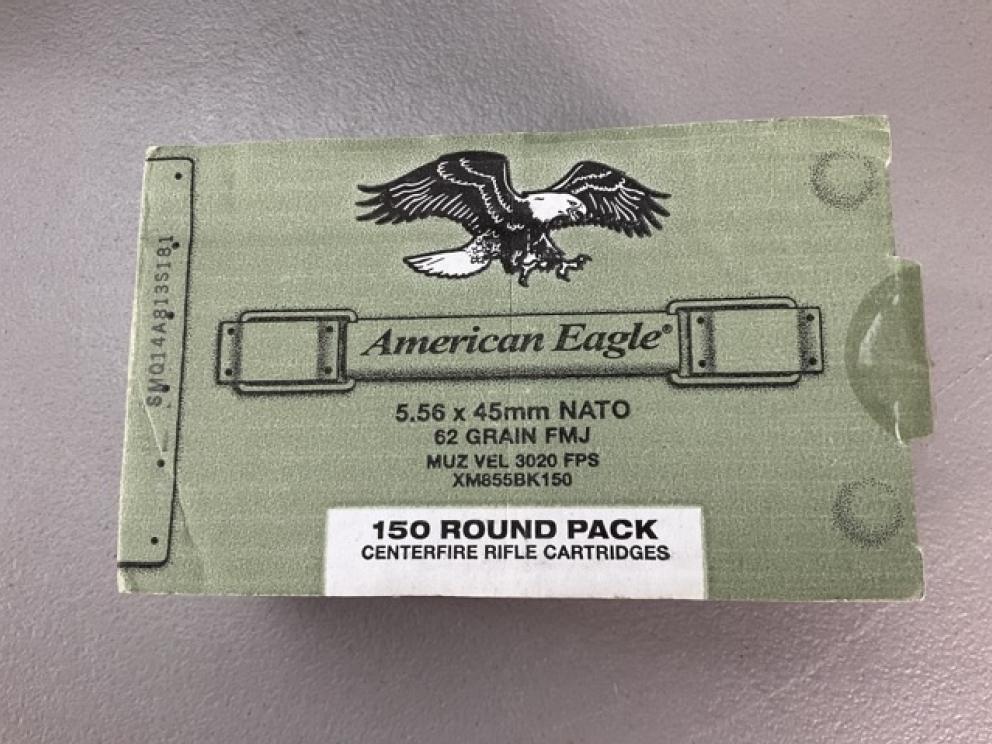 SMQ14A813S181
American Eagle®
5.56 x 45mm NATO
62 GRAIN FMJ
MUZ VEL 3020 FPS
XM855BK150
150 ROUND PACK
CENTERFIRE RIFLE CARTRIDGES